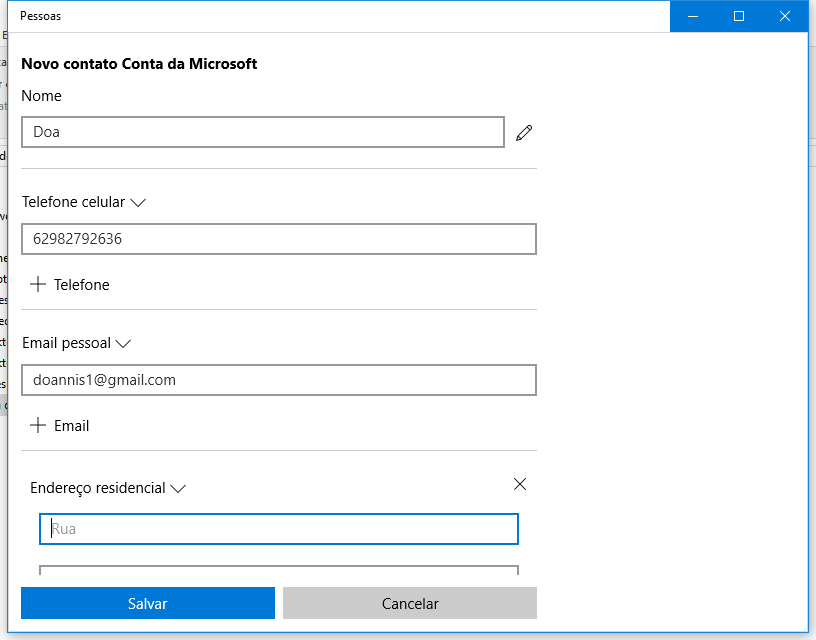 Pessoas
Novo contato Conta da Microsoft
Nome
Doa
Telefone celular
62982792636
Telefone
Email pessoal
doannis1@gmail.com
Email
Endereço residencial
Rua
Salvar
Cancelar